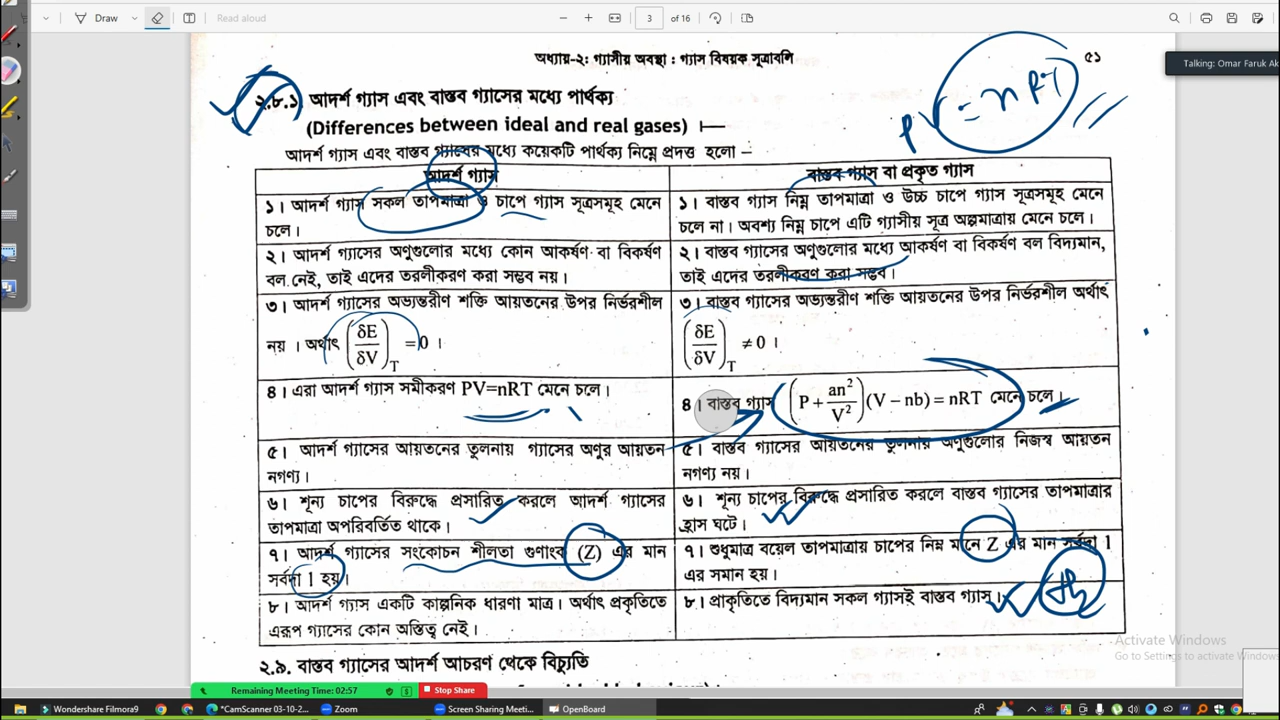 Draw
Read aloud
3 of 16
Talking: Omar Faruk Ak
অধ্যায়-২: গ্যাসীয় অবস্থা : গ্যাস বিষয়ক সূত্রাবলি
৫১
PV = nRT
২.৮.১ আদর্শ গ্যাস এবং বাস্তব গ্যাসের মধ্যে পার্থক্য
(Differences between ideal and real gases) ।—
আদর্শ গ্যাস এবং বাস্তব গ্যাসের মধ্যে কয়েকটি পার্থক্য নিম্নে প্রদত্ত হলো –
আদর্শ গ্যাস
বাস্তব গ্যাস বা প্রকৃত গ্যাস
১। আদর্শ গ্যাস সকল তাপমাত্রা ও চাপে গ্যাস সূত্রসমূহ মেনে
চলে।
১। বাস্তব গ্যাস নিম্ন তাপমাত্রা ও উচ্চ চাপে গ্যাস সূত্রসমূহ মেনে
চলে না। অবশ্য নিম্ন চাপে এটি গ্যাসীয় সূত্র অল্পমাত্রায় মেনে চলে।
২। আদর্শ গ্যাসের অণুগুলোর মধ্যে কোন আকর্ষণ বা বিকর্ষণ
বল নেই, তাই এদের তরলীকরণ করা সম্ভব নয়।
২। বাস্তব গ্যাসের অণুগুলোর মধ্যে আকর্ষণ বা বিকর্ষণ বল বিদ্যমান,
তাই এদের তরলীকরণ করা সম্ভব।
৩। আদর্শ গ্যাসের অভ্যন্তরীণ শক্তি আয়তনের উপর নির্ভরশীল
নয়। অর্থাৎ (δE/δV)T = 0 ।
৩। বাস্তব গ্যাসের অভ্যন্তরীণ শক্তি আয়তনের উপর নির্ভরশীল অর্থাৎ
(δE/δV)T ≠ 0 ।
৪। এরা আদর্শ গ্যাস সমীকরণ PV=nRT মেনে চলে।
৪। বাস্তব গ্যাস (P + an²/V²)(V – nb) = nRT মেনে চলে।
৫। আদর্শ গ্যাসের আয়তনের তুলনায় গ্যাসের অণুর আয়তন
নগণ্য।
৫। বাস্তব গ্যাসের আয়তনের তুলনায় অণুগুলোর নিজস্ব আয়তন
নগণ্য নয়।
৬। শূন্য চাপের বিরুদ্ধে প্রসারিত করলে আদর্শ গ্যাসের
তাপমাত্রা অপরিবর্তিত থাকে।
৬। শূন্য চাপের বিরুদ্ধে প্রসারিত করলে বাস্তব গ্যাসের তাপমাত্রার
হ্রাস ঘটে।
৭। আদর্শ গ্যাসের সংকোচন শীলতা গুণাংক (Z) এর মান
সর্বদা 1 হয়।
৭। শুধুমাত্র বয়েল তাপমাত্রায় চাপের নিম্ন মানে Z এর মান সর্বদা 1
এর সমান হয়।
৮। আদর্শ গ্যাস একটি কাল্পনিক ধারণা মাত্র। অর্থাৎ প্রকৃতিতে
এরূপ গ্যাসের কোন অস্তিত্ব নেই।
৮। প্রাকৃতিতে বিদ্যমান সকল গ্যাসই বাস্তব গ্যাস।
২.৯. বাস্তব গ্যাসের আদর্শ আচরণ থেকে বিচ্যুতি
Activate Windows
Go to Settings to activate Windows
Remaining Meeting Time: 02:57
Stop Share
Wondershare Filmora9
*CamScanner 03-10-2...
Zoom
Screen Sharing Meeti...
OpenBoard